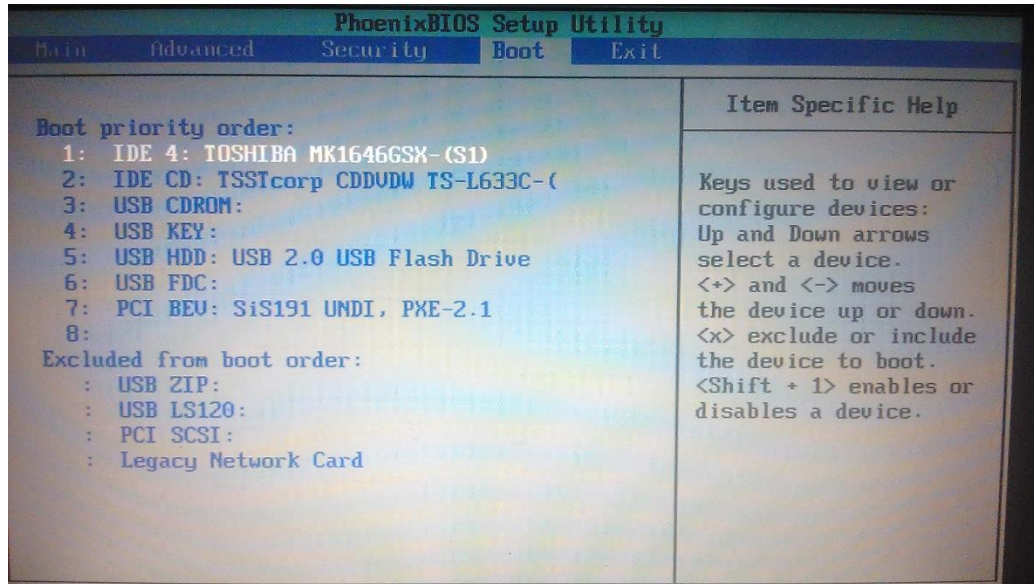 PhoenixBIOS Setup Utility
Main Advanced Security Boot Exit
Boot priority order:
1: IDE 4: TOSHIBA MK1646GSX-(S1)
2: IDE CD: TSSTcorp CDDVDW TS-L633C-(
3: USB CDROM:
4: USB KEY:
5: USB HDD: USB 2.0 USB Flash Drive
6: USB FDC:
7: PCI BEV: SiS191 UNDI, PXE-2.1
8:
Excluded from boot order:
: USB ZIP:
: USB LS120:
: PCI SCSI:
: Legacy Network Card
Item Specific Help
Keys used to view or
configure devices:
Up and Down arrows
select a device.
<+> and <-> moves
the device up or down.
<x> exclude or include
the device to boot.
<Shift + 1> enables or
disables a device.